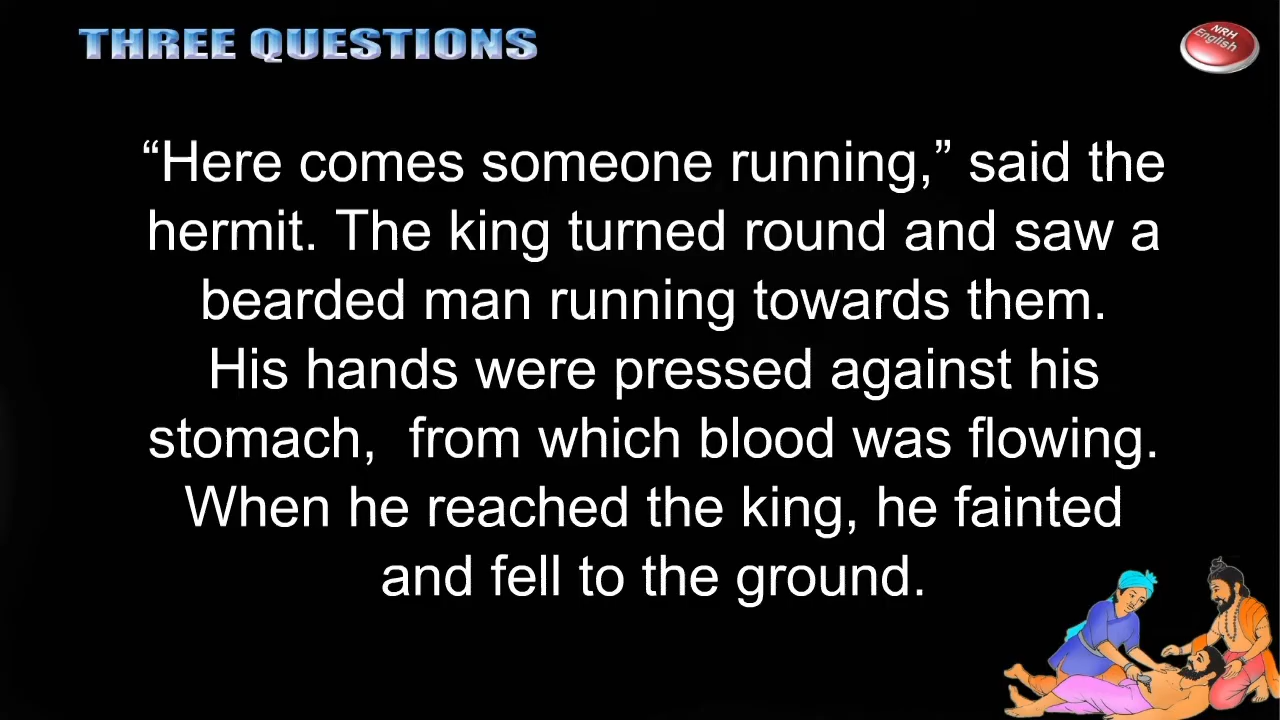 THREE QUESTIONS
NRH
English
“Here comes someone running,” said the
hermit. The king turned round and saw a
bearded man running towards them.
His hands were pressed against his
stomach,  from which blood was flowing.
When he reached the king, he fainted
and fell to the ground.